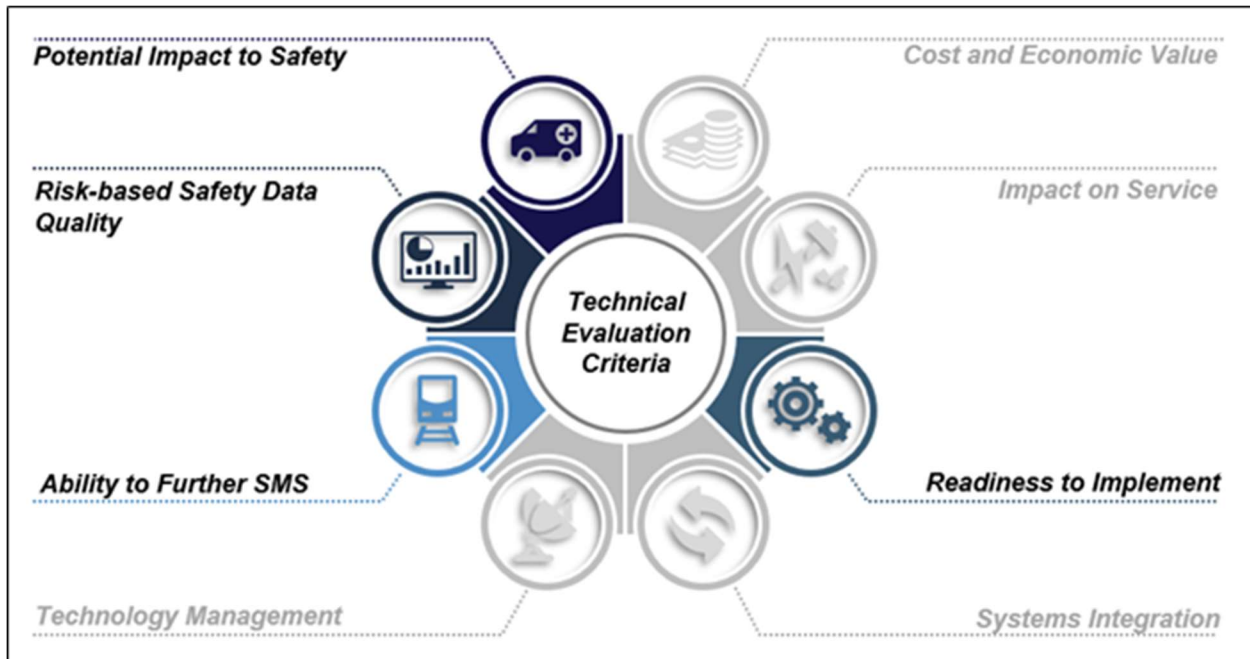 Potential Impact to Safety
Cost and Economic Value
Risk-based Safety Data
Quality
Impact on Service
Technical
Evaluation
Criteria
Ability to Further SMS
Readiness to Implement
Technology Management
Systems Integration